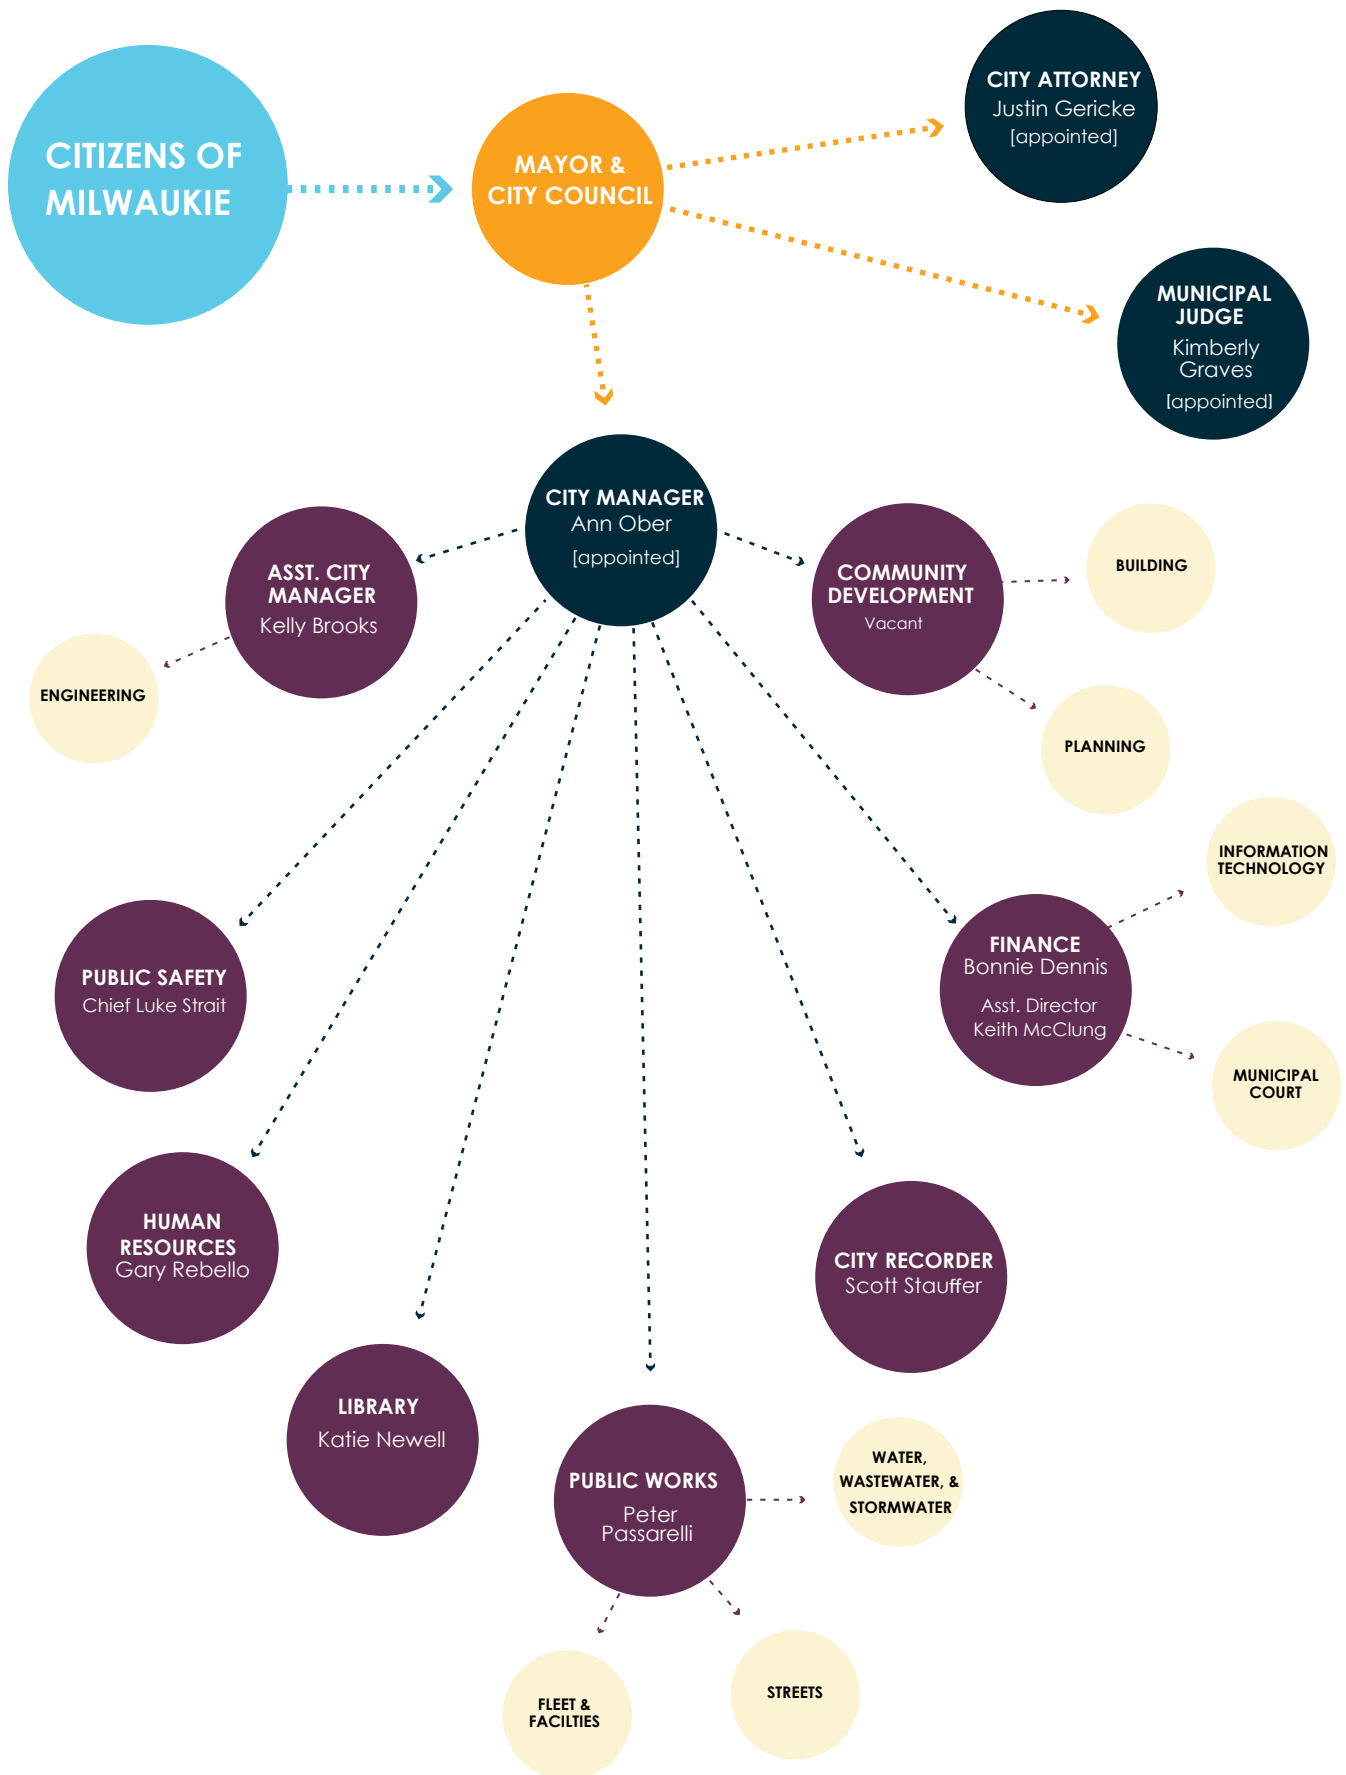 CITIZENS OF
MILWAUKIE
MAYOR &
CITY COUNCIL
CITY ATTORNEY
Justin Gericke
[appointed]
MUNICIPAL
JUDGE
Kimberly
Graves
[appointed]
CITY MANAGER
Ann Ober
[appointed]
ASST. CITY
MANAGER
Kelly Brooks
ENGINEERING
COMMUNITY
DEVELOPMENT
Vacant
BUILDING
PLANNING
INFORMATION
TECHNOLOGY
FINANCE
Bonnie Dennis
Asst. Director
Keith McClung
MUNICIPAL
COURT
PUBLIC SAFETY
Chief Luke Strait
HUMAN
RESOURCES
Gary Rebello
CITY RECORDER
Scott Stauffer
LIBRARY
Katie Newell
PUBLIC WORKS
Peter
Passarelli
WATER,
WASTEWATER, &
STORMWATER
FLEET &
FACILTIES
STREETS